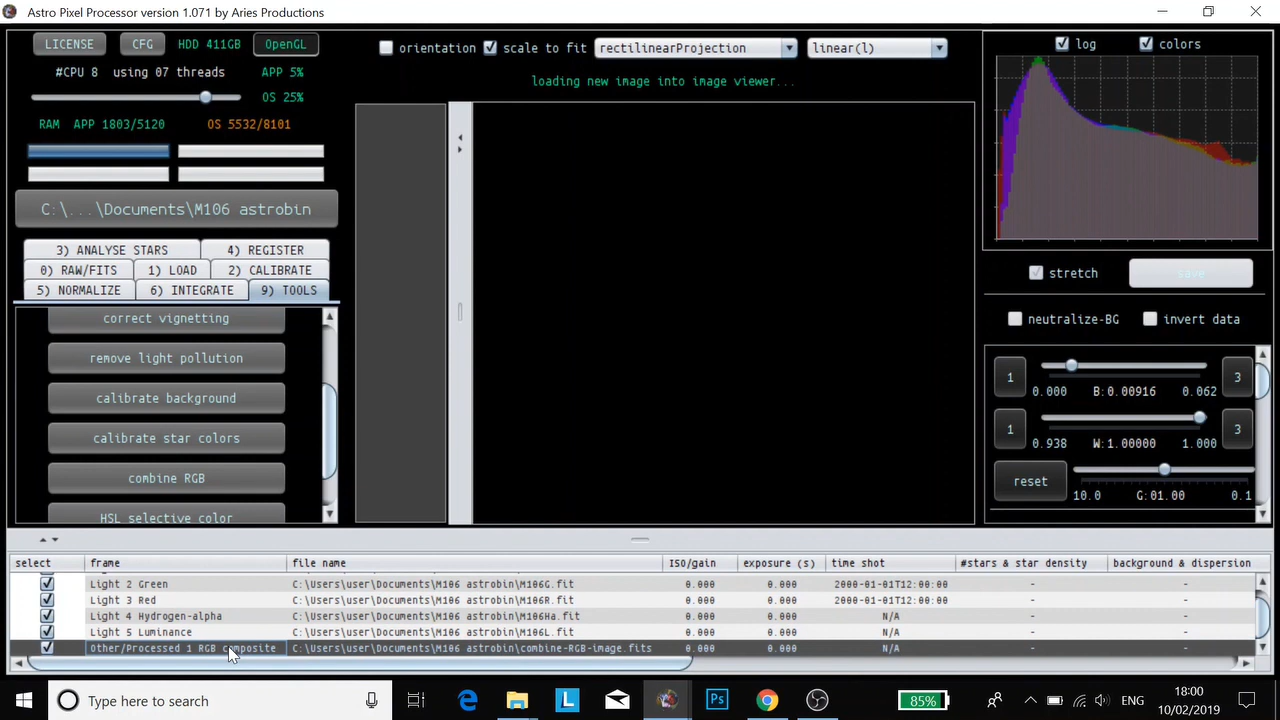 Astro Pixel Processor version 1.071 by Aries Productions
LICENSE CFG HDD 411GB OpenGL
#CPU 8 using 07 threads APP 5%
OS 25%
RAM APP 1803/5120 OS 5532/8101
C:\...\Documents\M106 astrobin
3) ANALYSE STARS 4) REGISTER
0) RAW/FITS 1) LOAD 2) CALIBRATE
5) NORMALIZE 6) INTEGRATE 9) TOOLS
correct vignetting
remove light pollution
calibrate background
calibrate star colors
combine RGB
HSL selective color
orientation scale to fit rectilinearProjection linear(l)
loading new image into image viewer...
log colors
stretch save
neutralize-BG invert data
1 3
0.000 B:0.00916 0.062
1 3
0.938 W:1.00000 1.000
reset
10.0 G:01.00 0.1
select frame file name ISO/gain exposure (s) time shot #stars & star density background & dispersion
Light 2 Green C:\Users\user\Documents\M106 astrobin\M106G.fit 0.000 0.000 2000-01-01T12:00:00 - -
Light 3 Red C:\Users\user\Documents\M106 astrobin\M106R.fit 0.000 0.000 2000-01-01T12:00:00 - -
Light 4 Hydrogen-alpha C:\Users\user\Documents\M106 astrobin\M106Ha.fit 0.000 0.000 N/A - -
Light 5 Luminance C:\Users\user\Documents\M106 astrobin\M106L.fit 0.000 0.000 N/A - -
Other/Processed 1 RGB composite C:\Users\user\Documents\M106 astrobin\combine-RGB-image.fits 0.000 0.000 N/A - -
Type here to search
L
Ps
85%
ENG
18:00
10/02/2019